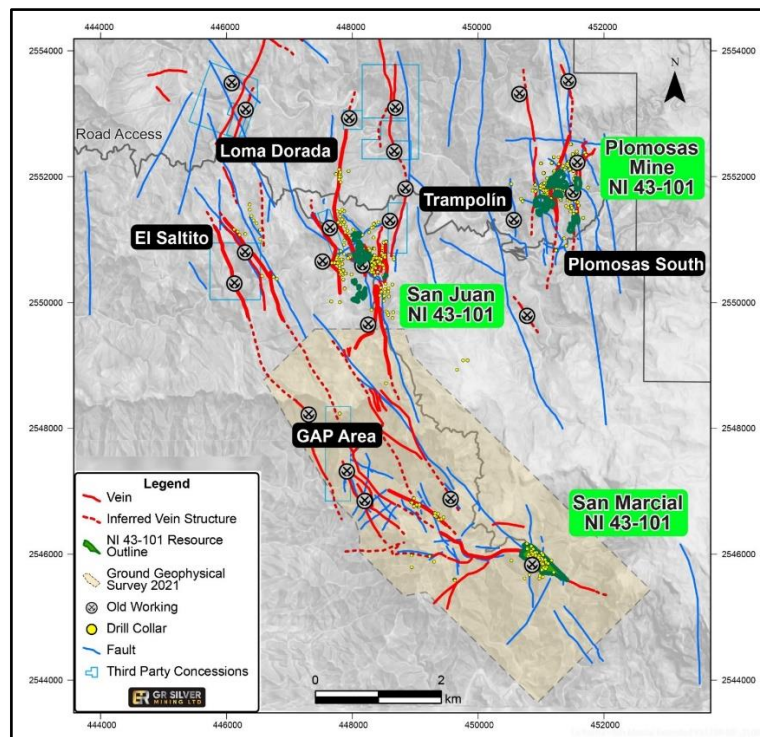 444000
446000
448000
450000
452000
2554000
2554000
N
Road Access
Loma Dorada
Plomosas
Mine
NI 43-101
2552000
2552000
Trampolín
El Saltito
Plomosas South
San Juan
NI 43-101
2550000
2550000
2548000
2548000
GAP Area
San Marcial
NI 43-101
2546000
2546000
Legend
Vein
Inferred Vein Structure
NI 43-101 Resource
Outline
Ground Geophysical
Survey 2021
Old Working
Drill Collar
Fault
Third Party Concessions
GR SILVER
MINING LTD
0
2
km
2544000
2544000
444000
446000
448000
450000
452000